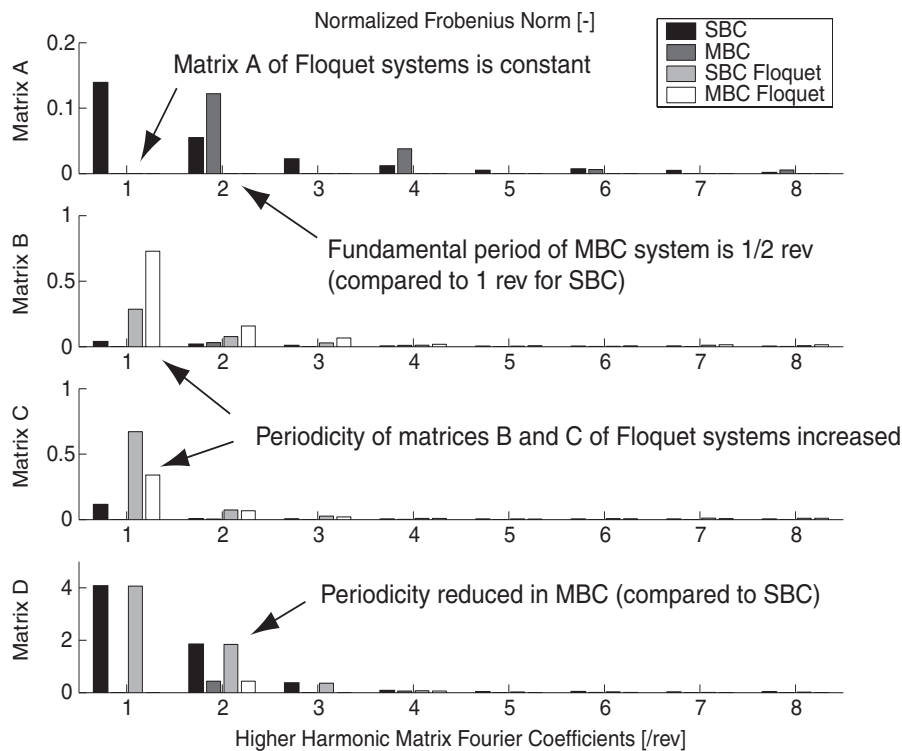 Normalized Frobenius Norm [-]
SBC
MBC
SBC Floquet
MBC Floquet
Matrix A
0.2
0.1
0
Matrix A of Floquet systems is constant
1 2 3 4 5 6 7 8
Fundamental period of MBC system is 1/2 rev
(compared to 1 rev for SBC)
Matrix B
1
0.5
0
1 2 3 4 5 6 7 8
Matrix C
1
0.5
0
Periodicity of matrices B and C of Floquet systems increased
1 2 3 4 5 6 7 8
Matrix D
4
2
0
Periodicity reduced in MBC (compared to SBC)
1 2 3 4 5 6 7 8
Higher Harmonic Matrix Fourier Coefficients [/rev]